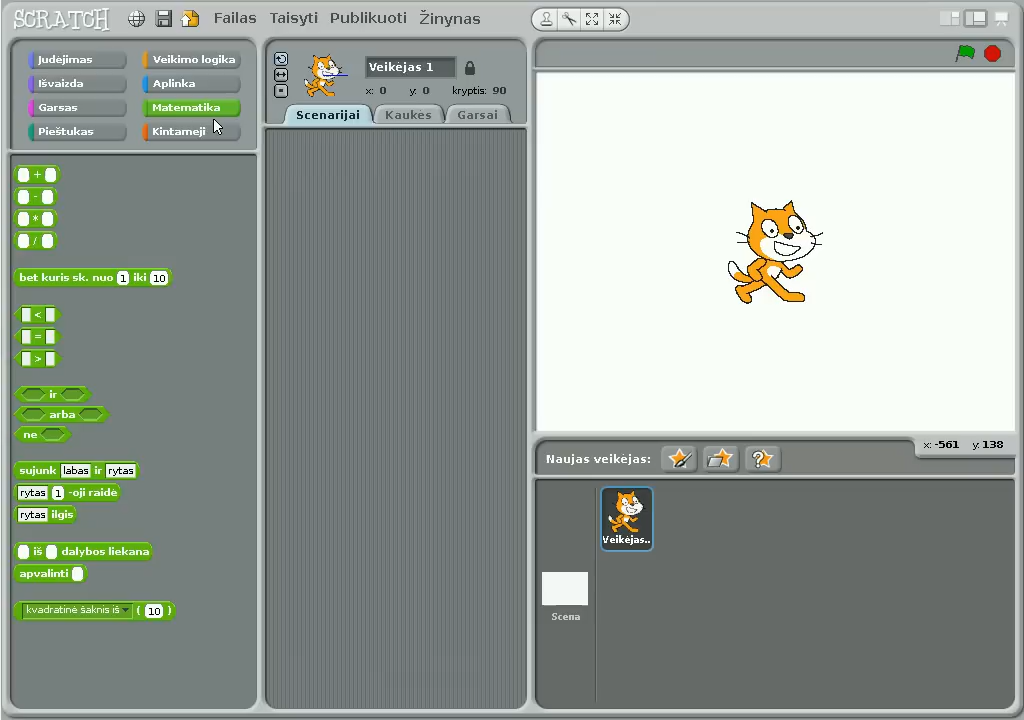 SCRATCH Failas Taisyti Publikuoti Žinynas
Judėjimas Veikimo logika
Išvaizda Aplinka
Garsas Matematika
Pieštukas Kintameji
+
-
*
/
bet kuris sk. nuo 1 iki 10
<
=
>
ir
arba
ne
sujunk labas ir rytas
rytas 1 -oji raidė
rytas ilgis
iš dalybos liekana
apvalinti
kvadratinė šaknis iš ( 10 )
Veikėjas 1
x: 0 y: 0 kryptis: 90
Scenarijai Kaukės Garsai
x: -561 y: 138
Naujas veikėjas:
Veikėjas..
Scena